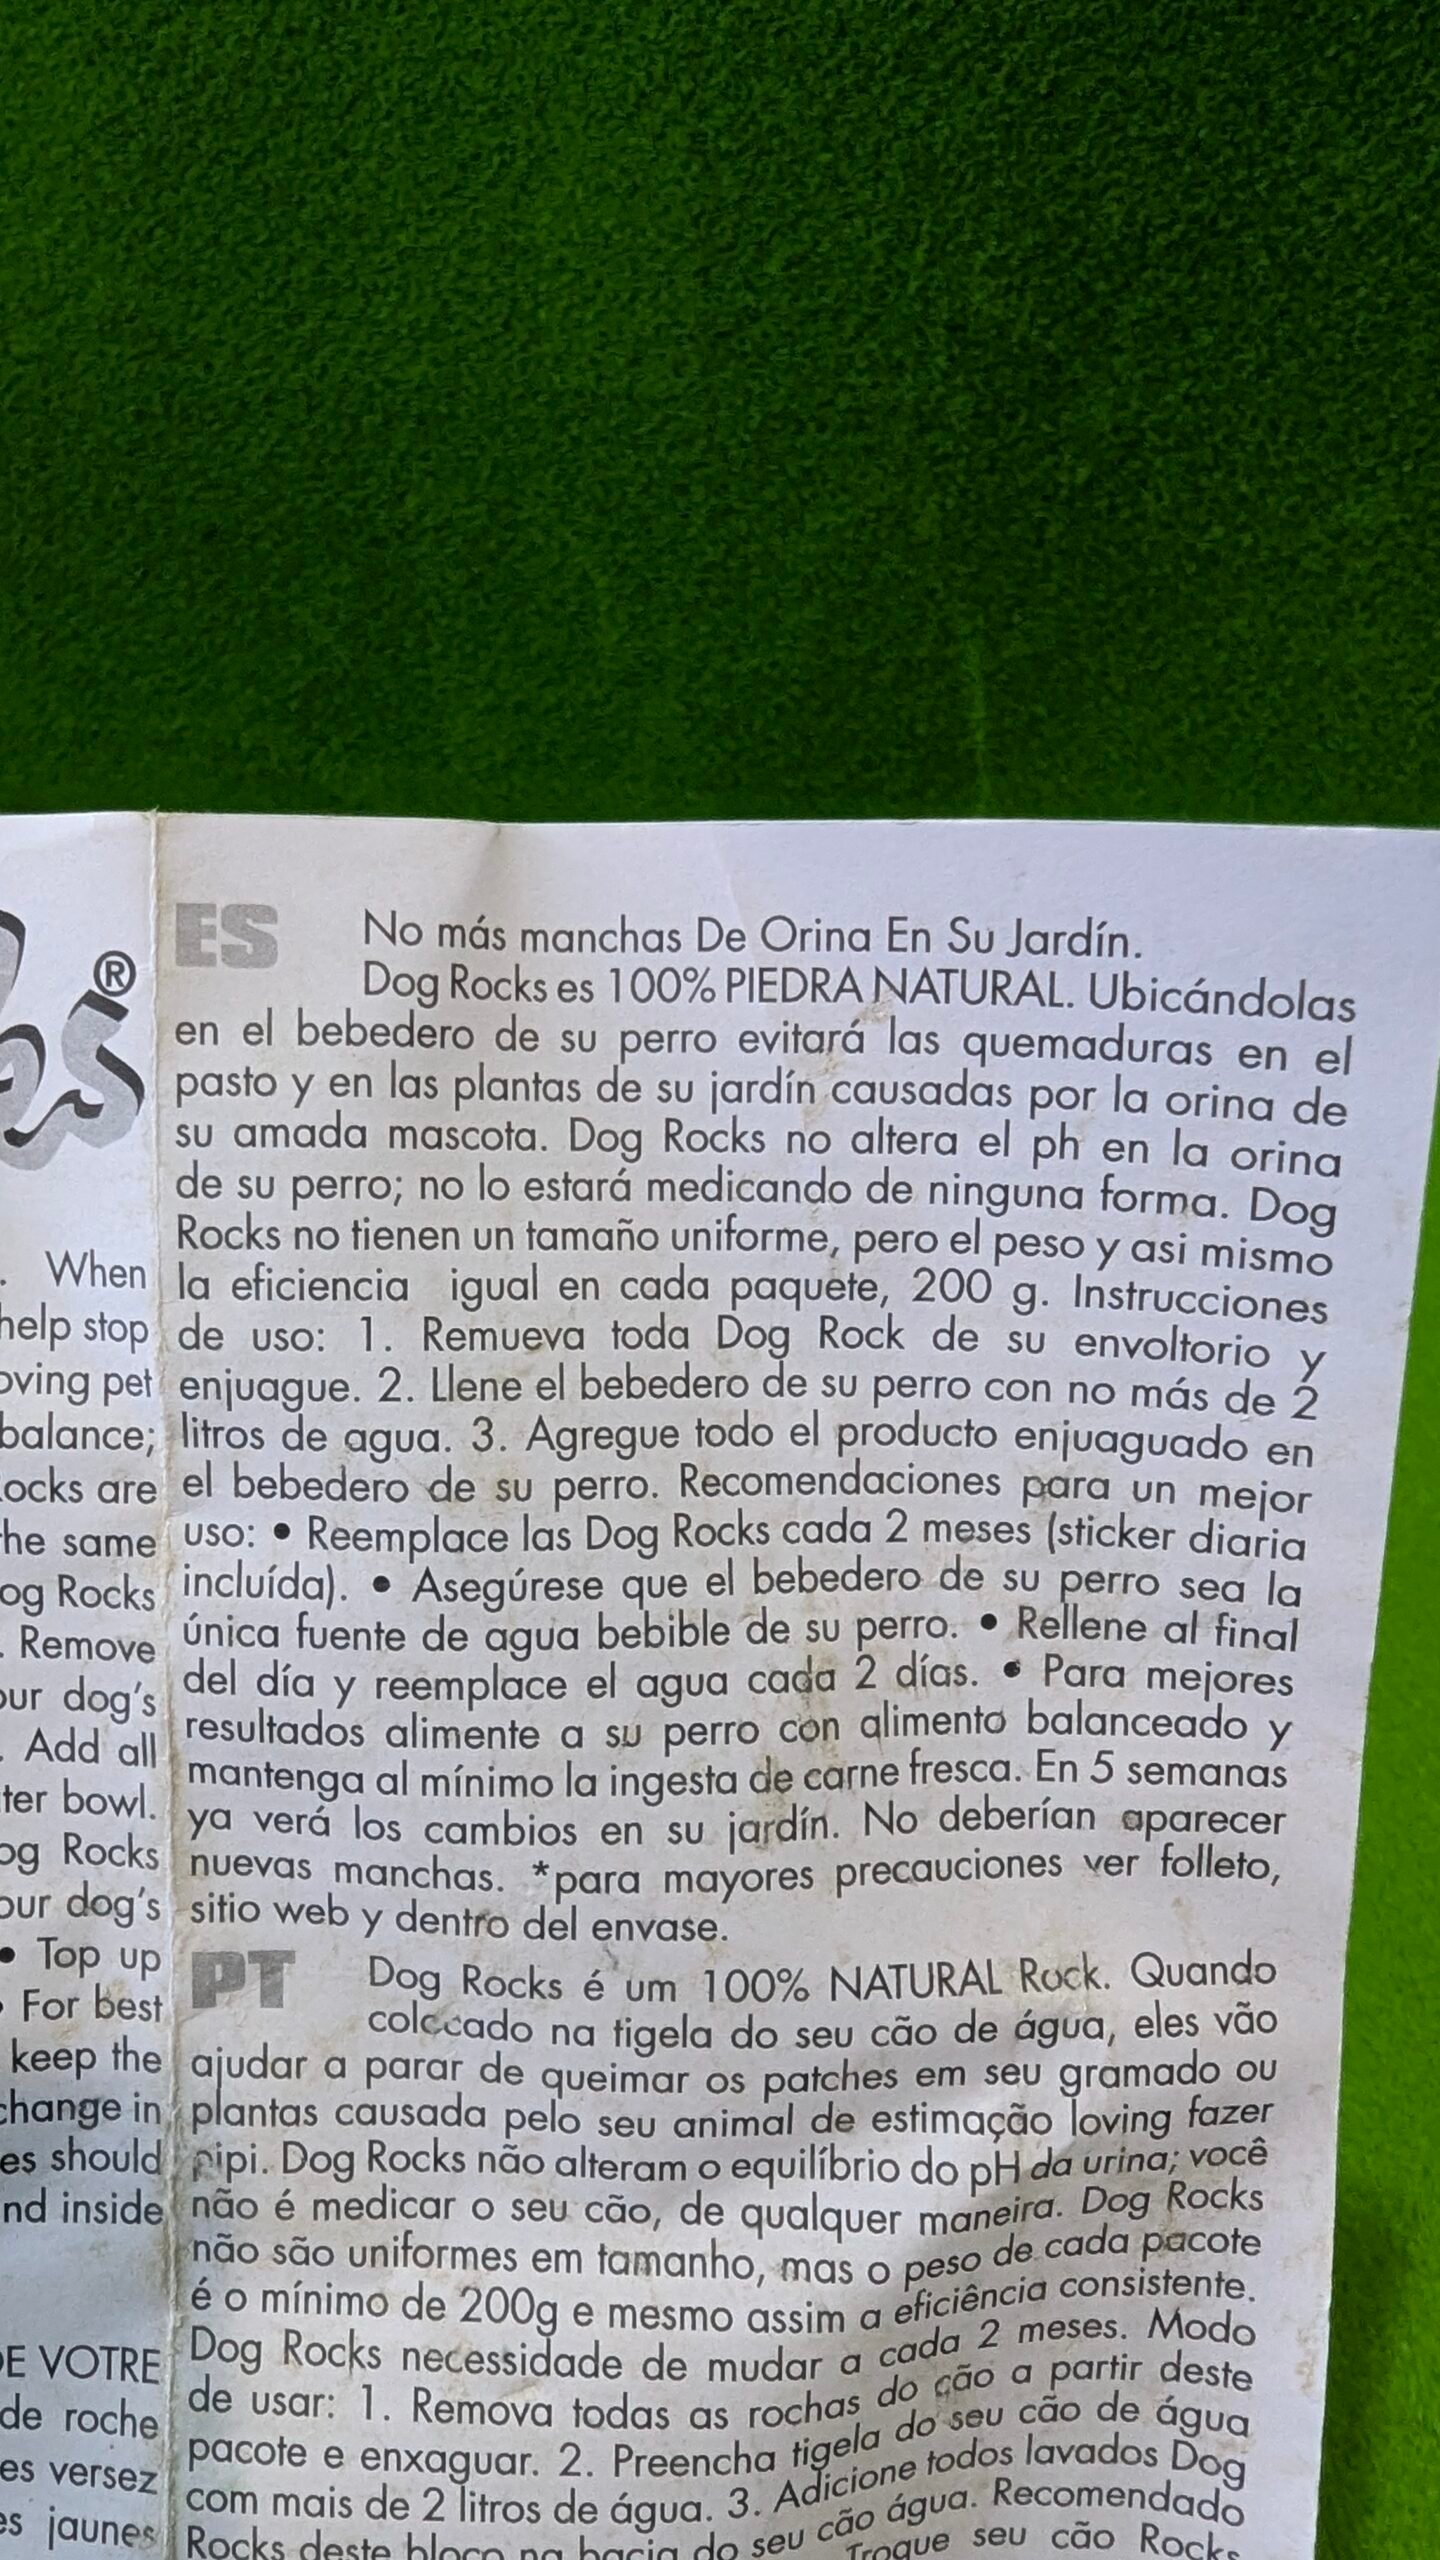 ®
. When
help stop
oving pet
balance;
ocks are
he same
og Rocks
. Remove
our dog's
. Add all
ter bowl.
og Rocks
our dog's
• Top up
For best
keep the
change in
es should
nd inside
DE VOTRE
de roche
es versez
es jaunes
ES
No más manchas De Orina En Su Jardín.
Dog Rocks es 100% PIEDRA NATURAL. Ubicándolas
en el bebedero de su perro evitará las quemaduras en el
pasto y en las plantas de su jardín causadas por la orina de
su amada mascota. Dog Rocks no altera el ph en la orina
de su perro; no lo estará medicando de ninguna forma. Dog
Rocks no tienen un tamaño uniforme, pero el peso y asi mismo
la eficiencia igual en cada paquete, 200 g. Instrucciones
de uso: 1. Remueva toda Dog Rock de su envoltorio y
enjuague. 2. Llene el bebedero de su perro con no más de 2
litros de agua. 3. Agregue todo el producto enjuaguado en
el bebedero de su perro. Recomendaciones para un mejor
uso: • Reemplace las Dog Rocks cada 2 meses (sticker diaria
incluída). • Asegúrese que el bebedero de su perro sea la
única fuente de agua bebible de su perro. • Rellene al final
del día y reemplace el agua cada 2 días. • Para mejores
resultados alimente a su perro con alimento balanceado y
mantenga al mínimo la ingesta de carne fresca. En 5 semanas
ya verá los cambios en su jardín. No deberían aparecer
nuevas manchas. *para mayores precauciones ver folleto,
sitio web y dentro del envase.
PT
Dog Rocks é um 100% NATURAL Rock. Quando
colocado na tigela do seu cão de água, eles vão
ajudar a parar de queimar os patches em seu gramado ou
plantas causada pelo seu animal de estimação loving fazer
pipi. Dog Rocks não alteram o equilíbrio do pH da urina; você
não é medicar o seu cão, de qualquer maneira. Dog Rocks
não são uniformes em tamanho, mas o peso de cada pacote
é o mínimo de 200g e mesmo assim a eficiência consistente.
Dog Rocks necessidade de mudar a cada 2 meses. Modo
de usar: 1. Remova todas as rochas do cão a partir deste
pacote e enxaguar. 2. Preencha tigela do seu cão de água
com mais de 2 litros de água. 3. Adicione todos lavados Dog
Rocks deste bloco na bacia do seu cão água. Recomendado
Troque seu cão Rocks